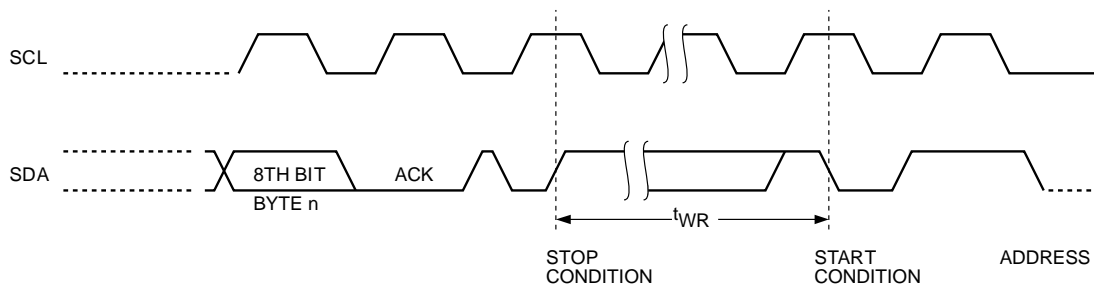 SCL
SDA
8TH BIT
ACK
BYTE n
tWR
STOP
CONDITION
START
CONDITION
ADDRESS